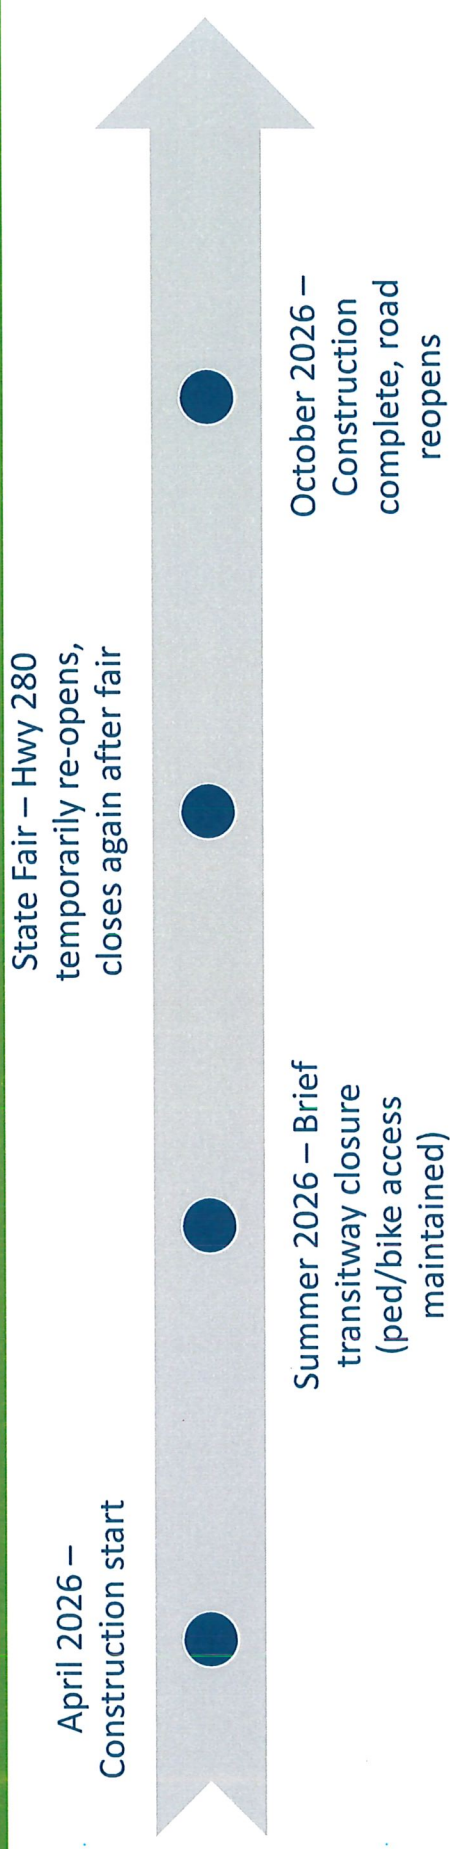 April 2026 –
Construction start
Summer 2026 – Brief
transitway closure
(ped/bike access
maintained)
State Fair – Hwy 280
temporarily re-opens,
closes again after fair
October 2026 –
Construction
complete, road
reopens